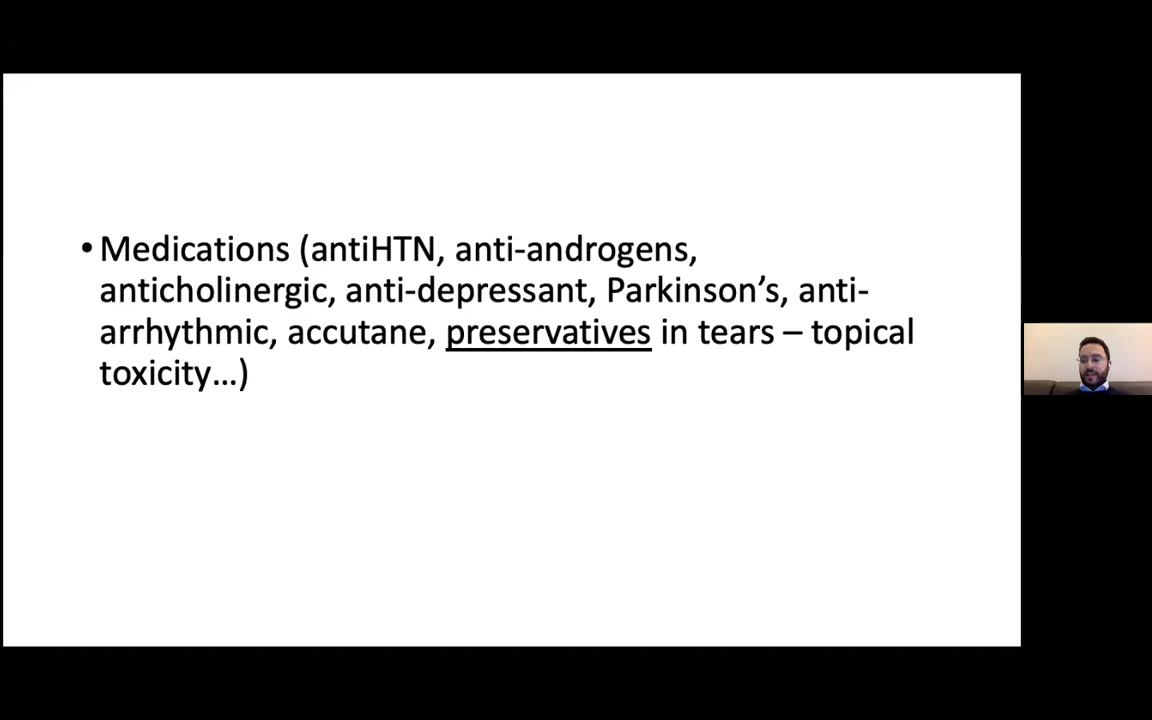 • Medications (antiHTN, anti-androgens,
anticholinergic, anti-depressant, Parkinson’s, anti-
arrhythmic, accutane, preservatives in tears – topical
toxicity…)